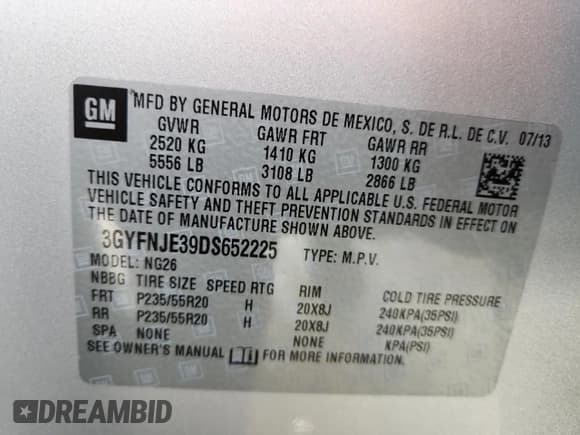 GM
MFD BY GENERAL MOTORS DE MEXICO, S. DE R.L. DE C.V. 07/13
GVWR GAWR FRT GAWR RR
2520 KG 1410 KG 1300 KG
5556 LB 3108 LB 2866 LB
THIS VEHICLE CONFORMS TO ALL APPLICABLE U.S. FEDERAL MOTOR
VEHICLE SAFETY AND THEFT PREVENTION STANDARDS IN EFFECT ON
THE DATE OF MANUFACTURE SHOWN ABOVE.
3GYFNJE39DS652225 TYPE: M.P.V.
MODEL: NG26
NBBG TIRE SIZE SPEED RTG RIM COLD TIRE PRESSURE
FRT P235/55R20 H 20X8J 240KPA(35PSI)
RR P235/55R20 H 20X8J 240KPA(35PSI)
SPA NONE NONE KPA(PSI)
SEE OWNER'S MANUAL FOR MORE INFORMATION.
DREAMBID